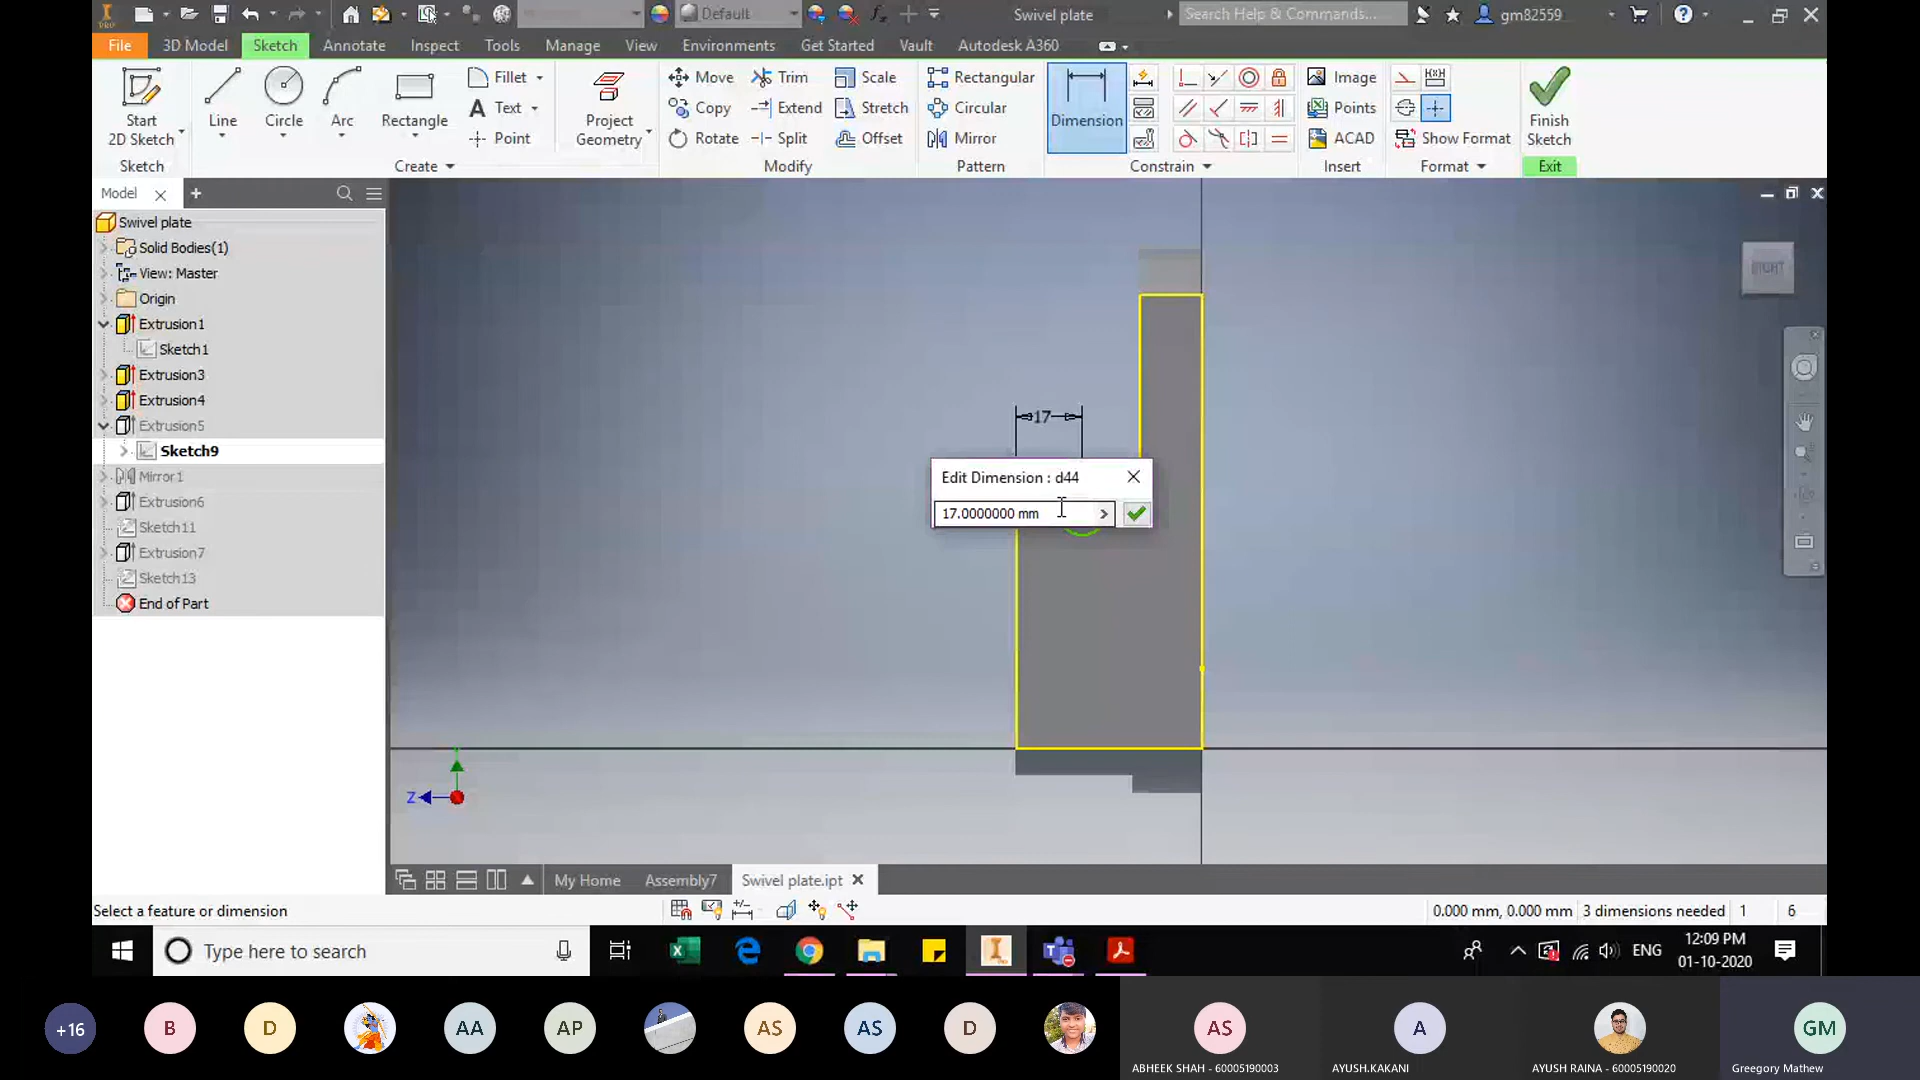 Default
Swivel plate
Search Help & Commands...
gm82559
File
3D Model
Sketch
Annotate
Inspect
Tools
Manage
View
Environments
Get Started
Vault
Autodesk A360
Start
2D Sketch
Line
Circle
Arc
Rectangle
Fillet
Text
Point
Project
Geometry
Move
Copy
Rotate
Trim
Extend
Split
Scale
Stretch
Offset
Rectangular
Circular
Mirror
Dimension
Image
Points
ACAD
Show Format
Finish
Sketch
Sketch
Create
Modify
Pattern
Constrain
Insert
Format
Exit
Model
Swivel plate
Solid Bodies(1)
View: Master
Origin
Extrusion1
Sketch1
Extrusion3
Extrusion4
Extrusion5
Sketch9
Mirror1
Extrusion6
Sketch11
Extrusion7
Sketch13
End of Part
RIGHT
17
Edit Dimension : d44
17.0000000 mm
Z
My Home
Assembly7
Swivel plate.ipt
Select a feature or dimension
0.000 mm, 0.000 mm
3 dimensions needed
1
6
Type here to search
ENG
12:09 PM
01-10-2020
+16
B
D
AA
AP
AS
AS
D
AS
A
GM
ABHEEK SHAH - 60005190003
AYUSH.KAKANI
AYUSH RAINA - 60005190020
Greegory Mathew